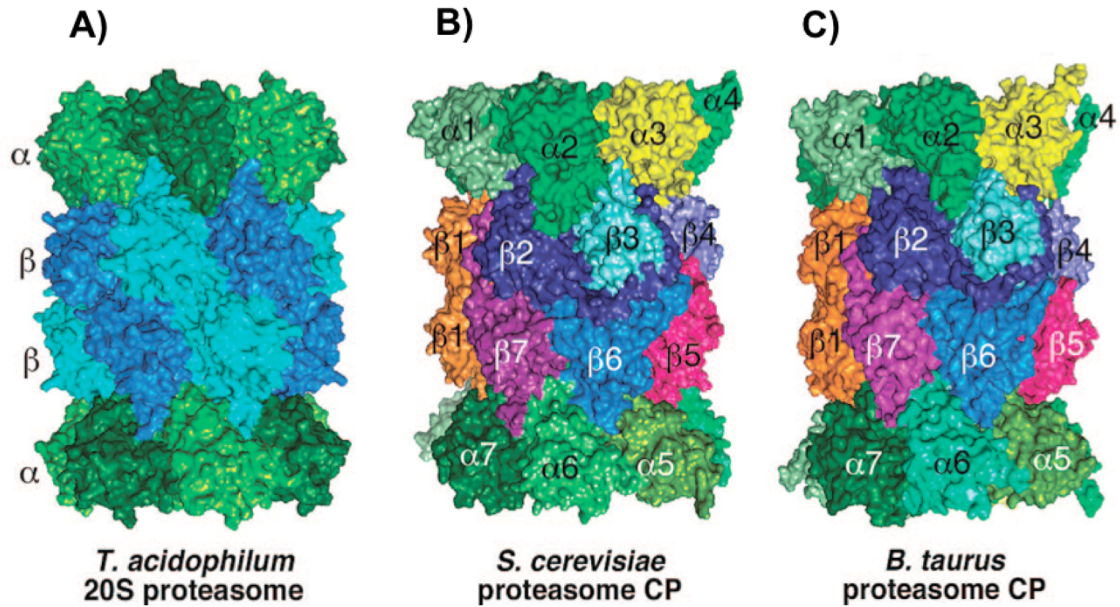 A) B) C)
α α1 α2 α3 α4 α1 α2 α3 α4
β β1 β2 β3 β4 β1 β2 β3 β4
β β1 β7 β6 β5 β1 β7 β6 β5
α α7 α6 α5 α7 α6 α5
T. acidophilum S. cerevisiae B. taurus
20S proteasome proteasome CP proteasome CP